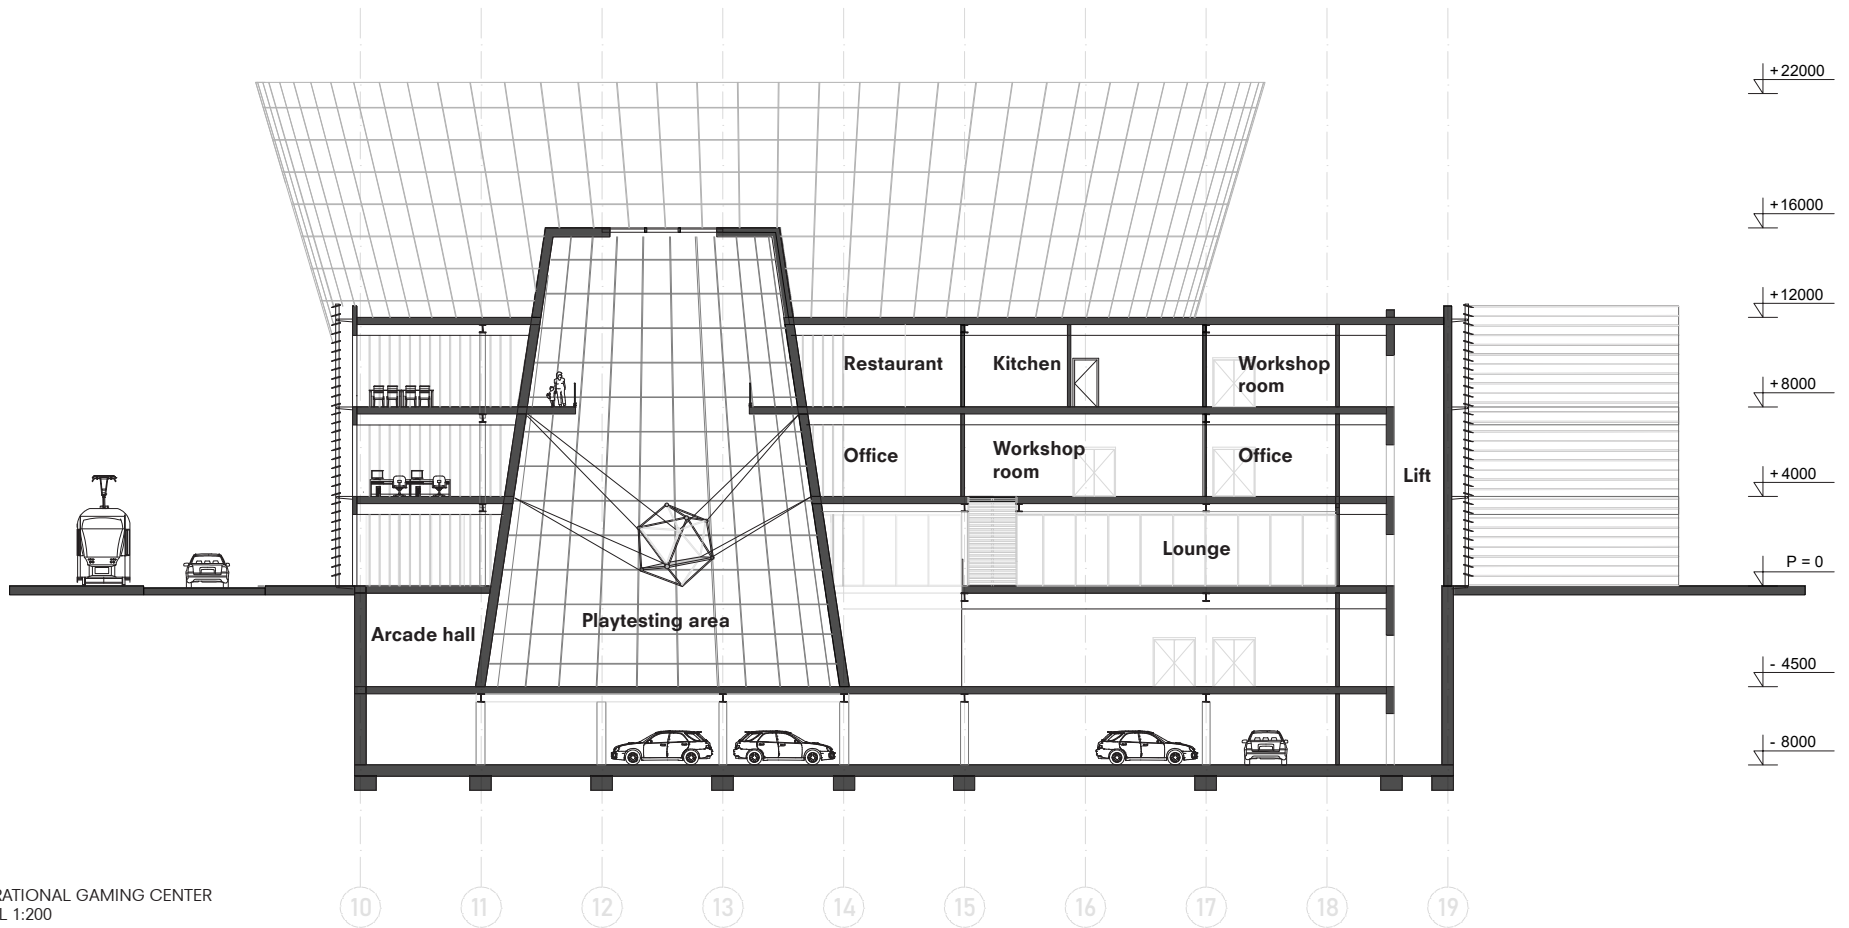 +22000
+16000
+12000
Restaurant
Kitchen
Workshop
room
+8000
Office
Workshop
room
Office
Lift
+4000
Lounge
P = 0
Arcade hall
Playtesting area
- 4500
- 8000
RATIONAL GAMING CENTER
L 1:200
10
11
12
13
14
15
16
17
18
19